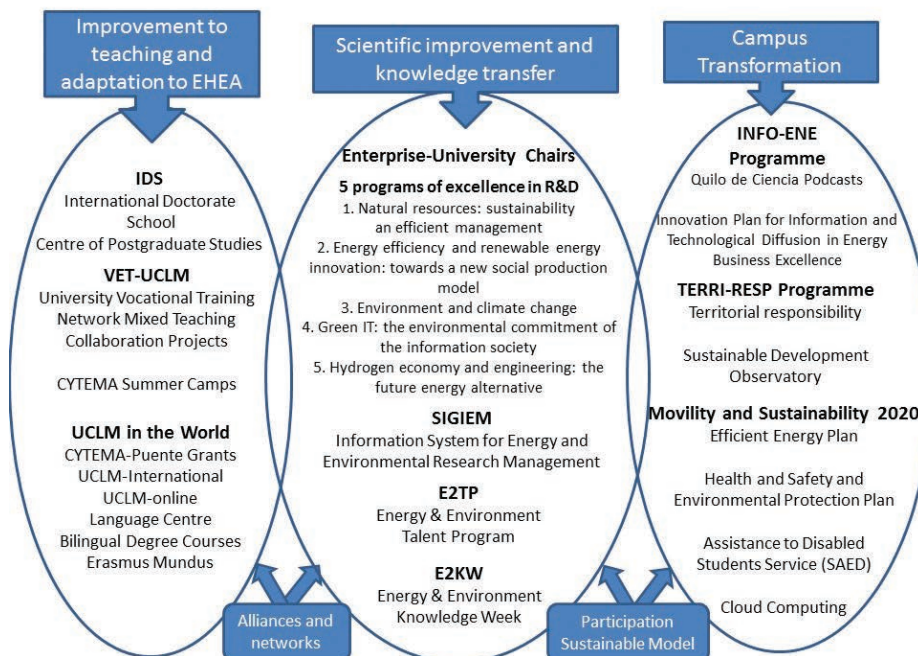 Improvement to
teaching and
adaptation to EHEA
IDS
International Doctorate
School
Centre of Postgraduate Studies
VET-UCLM
University Vocational Training
Network Mixed Teaching
Collaboration Projects
CYTEMA Summer Camps
UCLM in the World
CYTEMA-Puente Grants
UCLM-International
UCLM-online
Language Centre
Bilingual Degree Courses
Erasmus Mundus
Scientific improvement and
knowledge transfer
Enterprise-University Chairs
5 programs of excellence in R&D
1. Natural resources: sustainability
an efficient management
2. Energy efficiency and renewable energy
innovation: towards a new social production
model
3. Environment and climate change
4. Green IT: the environmental commitment of
the information society
5. Hydrogen economy and engineering: the
future energy alternative
SIGIEM
Information System for Energy and
Environmental Research Management
E2TP
Energy & Environment
Talent Program
E2KW
Energy & Environment
Knowledge Week
Campus
Transformation
INFO-ENE
Programme
Quilo de Ciencia Podcasts
Innovation Plan for Information and
Technological Diffusion in Energy
Business Excellence
TERRI-RESP Programme
Territorial responsibility
Sustainable Development
Observatory
Movility and Sustainability 2020
Efficient Energy Plan
Health and Safety and
Environmental Protection Plan
Assistance to Disabled
Students Service (SAED)
Cloud Computing
Alliances and
networks
Participation
Sustainable Model